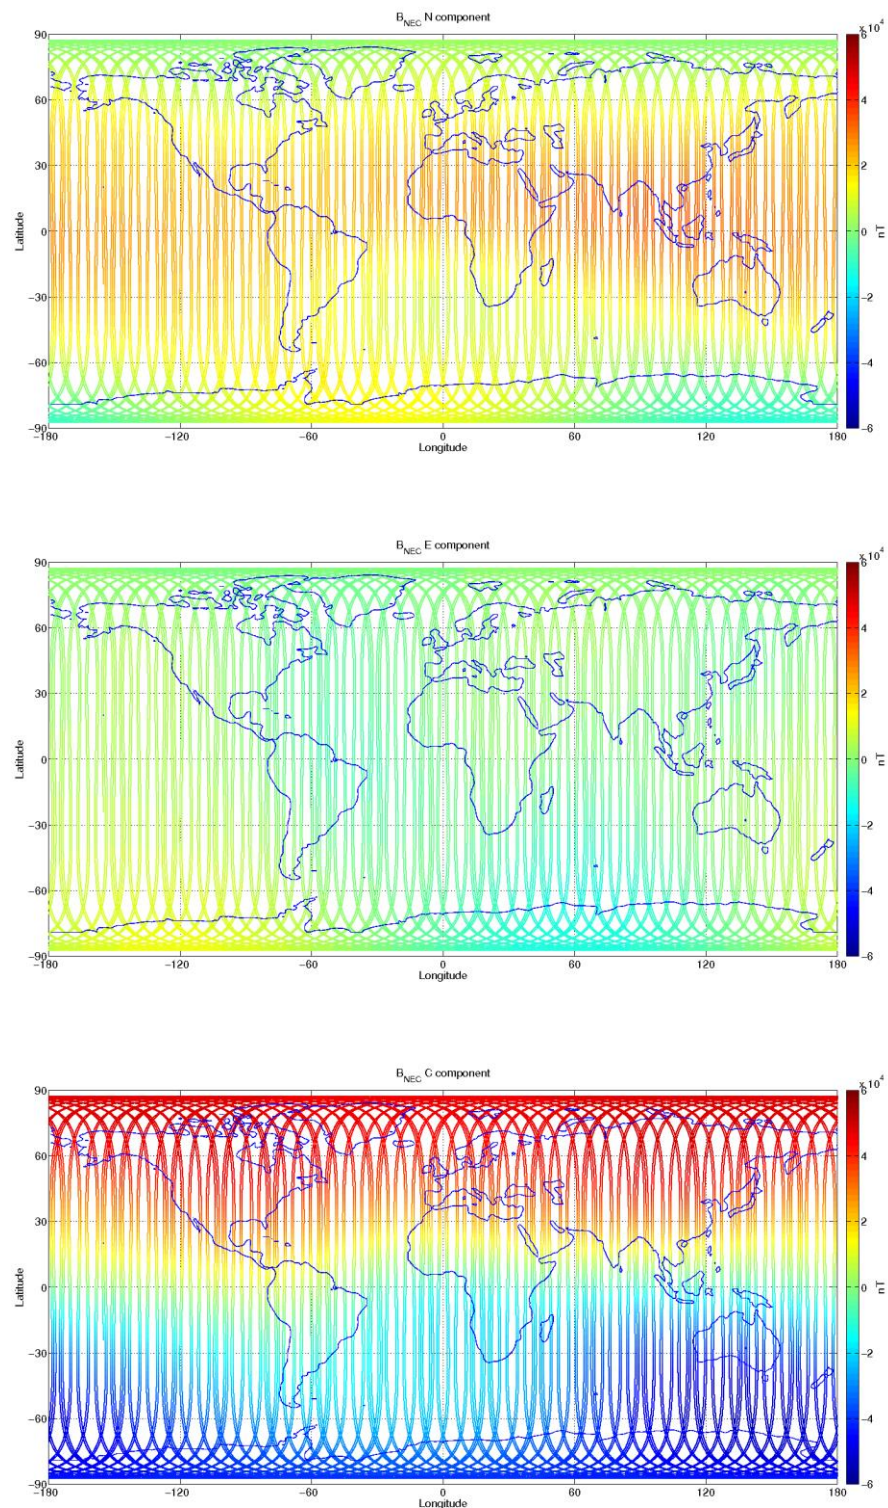 B_NEC N component
x 10^4
90
60
30
0
−30
−60
−90
Latitude
−180 −120 −60 0 60 120 180
Longitude
6
4
2
0
−2
−4
−6
nT
B_NEC E component
x 10^4
90
60
30
0
−30
−60
−90
Latitude
−180 −120 −60 0 60 120 180
Longitude
6
4
2
0
−2
−4
−6
nT
B_NEC C component
x 10^4
90
60
30
0
−30
−60
−90
Latitude
−180 −120 −60 0 60 120 180
Longitude
6
4
2
0
−2
−4
−6
nT